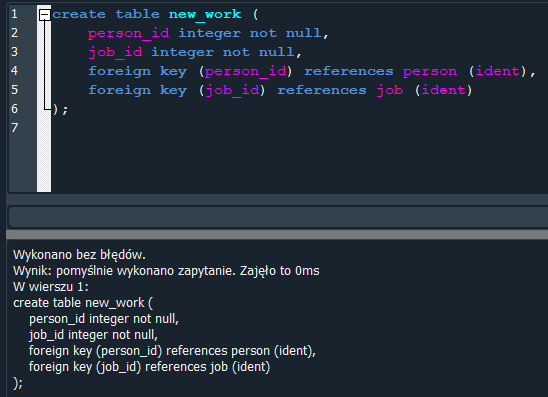 1 create table new_work (
2 person_id integer not null,
3 job_id integer not null,
4 foreign key (person_id) references person (ident),
5 foreign key (job_id) references job (ident)
6 );
7
Wykonano bez błędów.
Wynik: pomyślnie wykonano zapytanie. Zajęło to 0ms
W wierszu 1:
create table new_work (
person_id integer not null,
job_id integer not null,
foreign key (person_id) references person (ident),
foreign key (job_id) references job (ident)
);